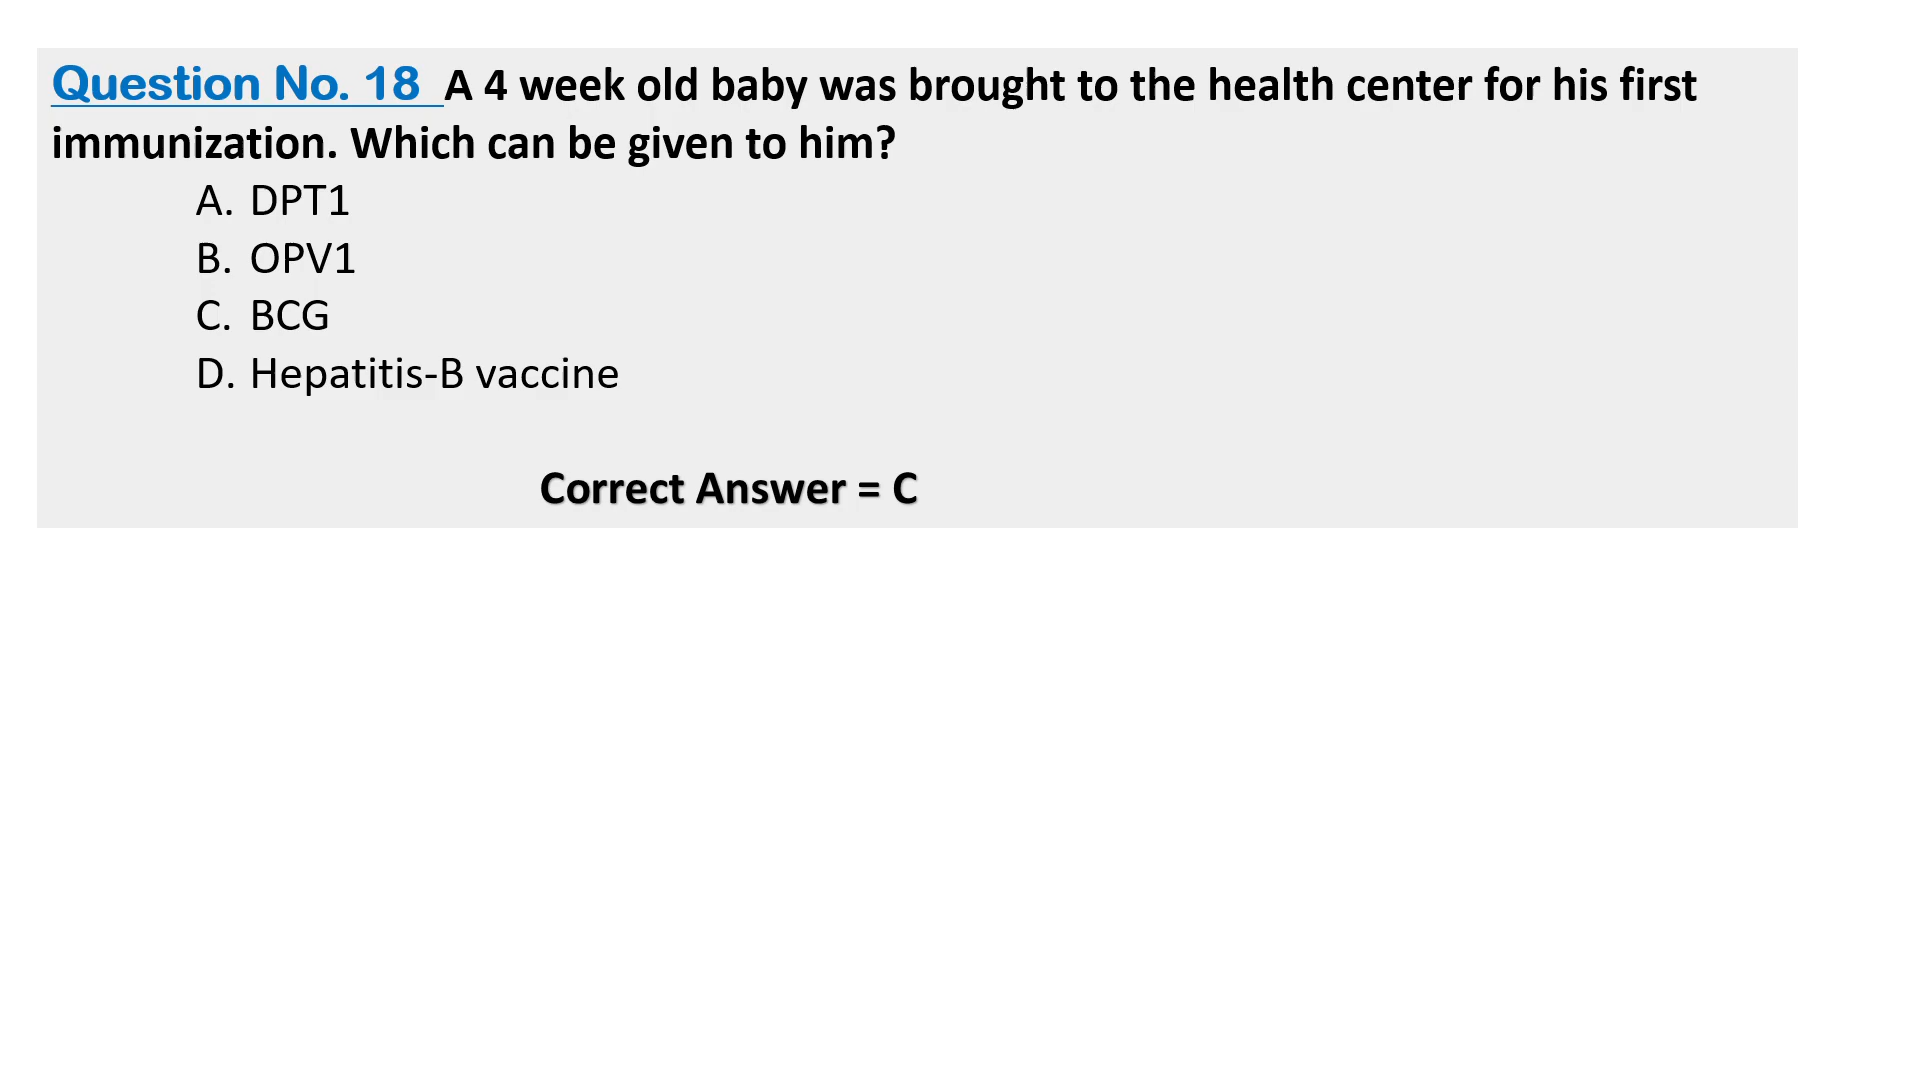 Question No. 18 A 4 week old baby was brought to the health center for his first
immunization. Which can be given to him?
A. DPT1
B. OPV1
C. BCG
D. Hepatitis-B vaccine
Correct Answer = C